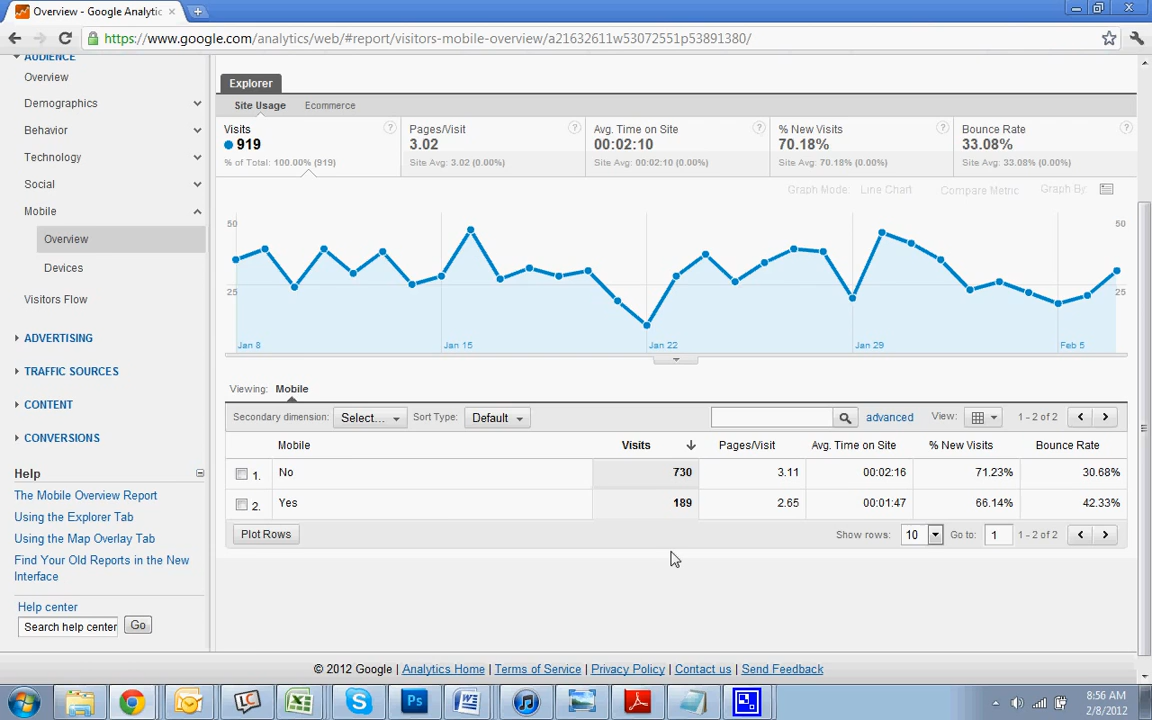 Overview - Google Analytic
https://www.google.com/analytics/web/#report/visitors-mobile-overview/a21632611w53072551p53891380/
AUDIENCE
Overview
Demographics
Behavior
Technology
Social
Mobile
Overview
Devices
Visitors Flow
ADVERTISING
TRAFFIC SOURCES
CONTENT
CONVERSIONS
Help
The Mobile Overview Report
Using the Explorer Tab
Using the Map Overlay Tab
Find Your Old Reports in the New
Interface
Help center
Search help center Go
Explorer
Site Usage Ecommerce
Visits ?
919
% of Total: 100.00% (919)
Pages/Visit ?
3.02
Site Avg: 3.02 (0.00%)
Avg. Time on Site ?
00:02:10
Site Avg: 00:02:10 (0.00%)
% New Visits ?
70.18%
Site Avg: 70.18% (0.00%)
Bounce Rate ?
33.08%
Site Avg: 33.08% (0.00%)
Graph Mode: Line Chart Compare Metric Graph By:
50 50
25 25
Jan 8 Jan 15 Jan 22 Jan 29 Feb 5
Viewing: Mobile
Secondary dimension: Select... Sort Type: Default advanced View: 1 - 2 of 2
Mobile Visits Pages/Visit Avg. Time on Site % New Visits Bounce Rate
1. No 730 3.11 00:02:16 71.23% 30.68%
2. Yes 189 2.65 00:01:47 66.14% 42.33%
Plot Rows Show rows: 10 Go to: 1 1 - 2 of 2
© 2012 Google | Analytics Home | Terms of Service | Privacy Policy | Contact us | Send Feedback
8:56 AM
2/8/2012